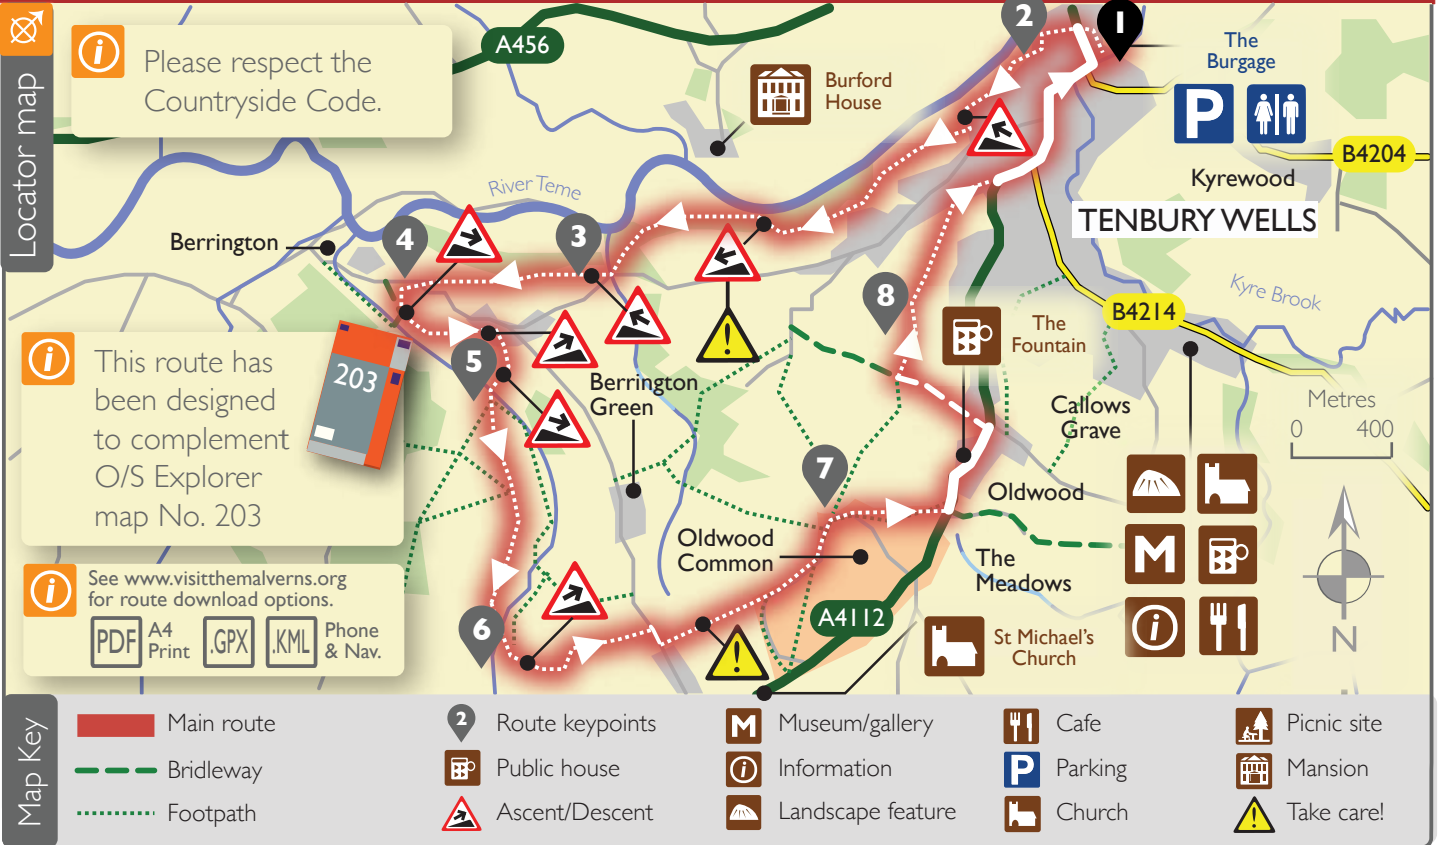 Locator map
Please respect the
Countryside Code.
A456
Burford
House
2
1
The
Burgage
P
B4204
Kyrewood
TENBURY WELLS
River Teme
Berrington
4
3
Kyre Brook
8
B4214
The
Fountain
This route has
been designed
to complement
O/S Explorer
map No. 203
203
5
Berrington
Green
Callows
Grave
Metres
0 400
7
Oldwood
Oldwood
Common
The
Meadows
M
See www.visitthemalverns.org
for route download options.
PDF
A4
Print
.GPX
.KML
Phone
& Nav.
6
A4112
St Michael's
Church
N
Map Key
Main route
2
Route keypoints
M
Museum/gallery
Cafe
Picnic site
Bridleway
Public house
Information
P
Parking
Mansion
Footpath
Ascent/Descent
Landscape feature
Church
Take care!